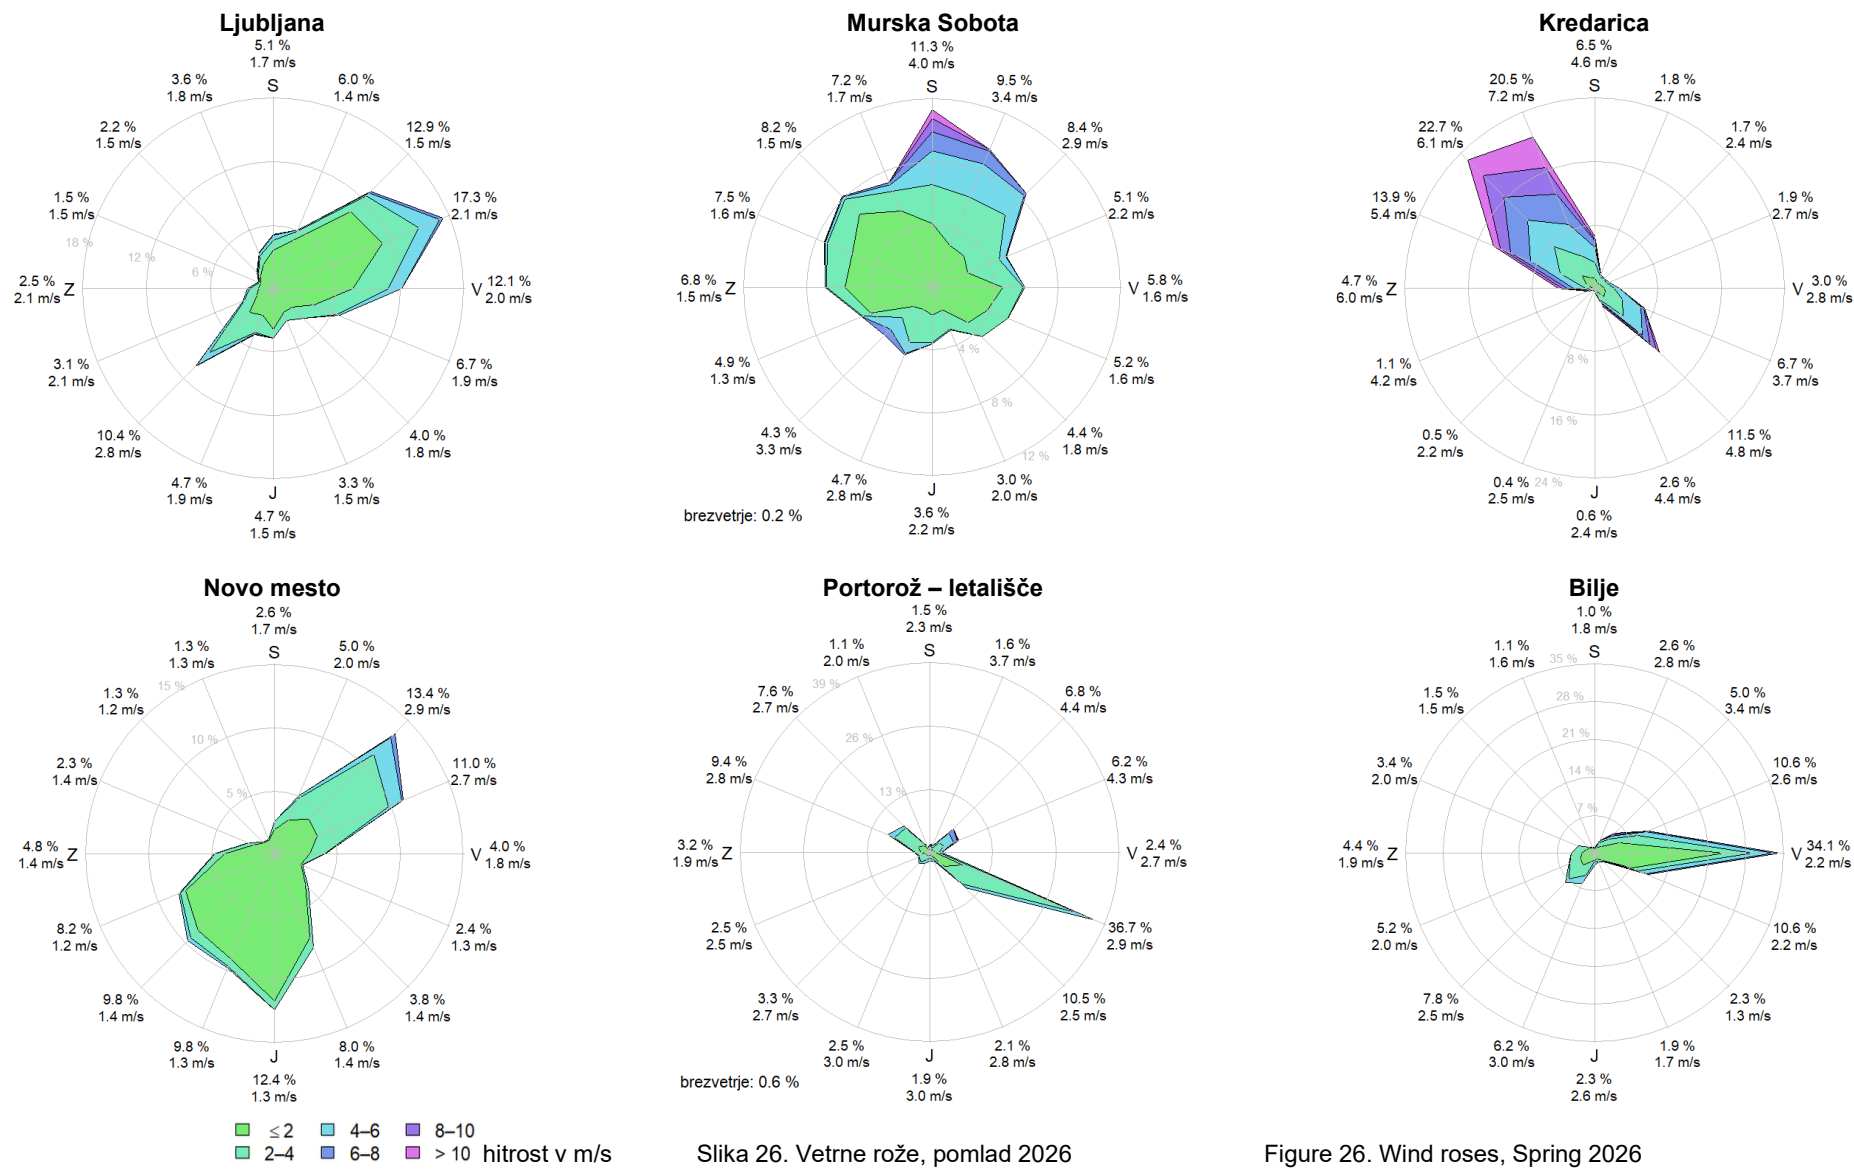 Ljubljana
5.1 %
1.7 m/s
S
3.6 %
1.8 m/s
6.0 %
1.4 m/s
2.2 %
1.5 m/s
12.9 %
1.5 m/s
1.5 %
1.5 m/s
17.3 %
2.1 m/s
18 %
12 %
6 %
2.5 %
2.1 m/s
Z
V
12.1 %
2.0 m/s
3.1 %
2.1 m/s
6.7 %
1.9 m/s
10.4 %
2.8 m/s
4.0 %
1.8 m/s
4.7 %
1.9 m/s
3.3 %
1.5 m/s
J
4.7 %
1.5 m/s
Murska Sobota
11.3 %
4.0 m/s
S
7.2 %
1.7 m/s
9.5 %
3.4 m/s
8.2 %
1.5 m/s
8.4 %
2.9 m/s
7.5 %
1.6 m/s
5.1 %
2.2 m/s
6.8 %
1.5 m/s
Z
V
5.8 %
1.6 m/s
4 %
8 %
12 %
4.9 %
1.3 m/s
5.2 %
1.6 m/s
4.3 %
3.3 m/s
4.4 %
1.8 m/s
4.7 %
2.8 m/s
3.0 %
2.0 m/s
J
3.6 %
2.2 m/s
brezvetrje: 0.2 %
Kredarica
6.5 %
4.6 m/s
S
20.5 %
7.2 m/s
1.8 %
2.7 m/s
22.7 %
6.1 m/s
1.7 %
2.4 m/s
13.9 %
5.4 m/s
1.9 %
2.7 m/s
4.7 %
6.0 m/s
Z
V
3.0 %
2.8 m/s
8 %
16 %
24 %
1.1 %
4.2 m/s
6.7 %
3.7 m/s
0.5 %
2.2 m/s
11.5 %
4.8 m/s
0.4 %
2.5 m/s
2.6 %
4.4 m/s
J
0.6 %
2.4 m/s
Novo mesto
2.6 %
1.7 m/s
S
1.3 %
1.3 m/s
5.0 %
2.0 m/s
15 %
10 %
5 %
1.3 %
1.2 m/s
13.4 %
2.9 m/s
2.3 %
1.4 m/s
11.0 %
2.7 m/s
4.8 %
1.4 m/s
Z
V
4.0 %
1.8 m/s
8.2 %
1.2 m/s
2.4 %
1.3 m/s
9.8 %
1.4 m/s
3.8 %
1.4 m/s
9.8 %
1.3 m/s
8.0 %
1.4 m/s
J
12.4 %
1.3 m/s
Portorož – letališče
1.5 %
2.3 m/s
S
1.1 %
2.0 m/s
1.6 %
3.7 m/s
39 %
26 %
13 %
7.6 %
2.7 m/s
6.8 %
4.4 m/s
9.4 %
2.8 m/s
6.2 %
4.3 m/s
3.2 %
1.9 m/s
Z
V
2.4 %
2.7 m/s
2.5 %
2.5 m/s
36.7 %
2.9 m/s
3.3 %
2.7 m/s
10.5 %
2.5 m/s
2.5 %
3.0 m/s
2.1 %
2.8 m/s
J
1.9 %
3.0 m/s
brezvetrje: 0.6 %
Bilje
1.0 %
1.8 m/s
S
1.1 %
1.6 m/s
2.6 %
2.8 m/s
35 %
28 %
21 %
14 %
7 %
1.5 %
1.5 m/s
5.0 %
3.4 m/s
3.4 %
2.0 m/s
10.6 %
2.6 m/s
4.4 %
1.9 m/s
Z
V
34.1 %
2.2 m/s
5.2 %
2.0 m/s
10.6 %
2.2 m/s
7.8 %
2.5 m/s
2.3 %
1.3 m/s
6.2 %
3.0 m/s
1.9 %
1.7 m/s
J
2.3 %
2.6 m/s
≤ 2 4–6 8–10
2–4 6–8 > 10 hitrost v m/s
Slika 26. Vetrne rože, pomlad 2026
Figure 26. Wind roses, Spring 2026